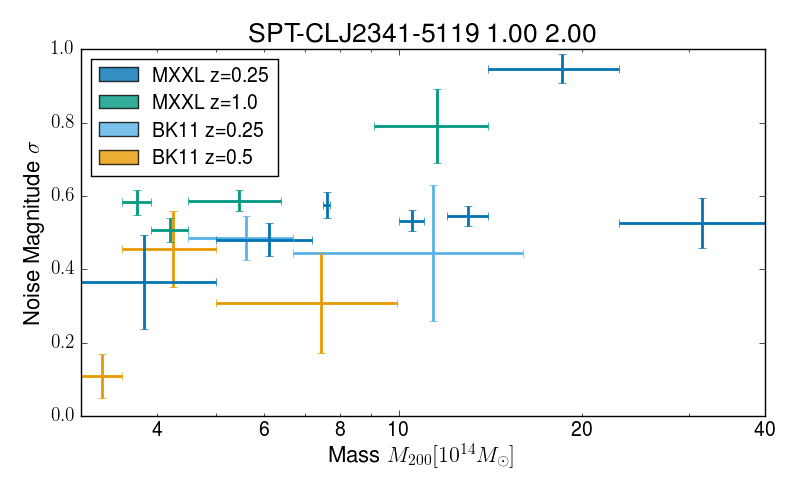 SPT-CLJ2341-5119 1.00 2.00
1.0
0.8
0.6
0.4
0.2
0.0
Noise Magnitude σ
MXXL z=0.25
MXXL z=1.0
BK11 z=0.25
BK11 z=0.5
4 6 8 10 20 40
Mass M₂₀₀[10¹⁴M⊙]